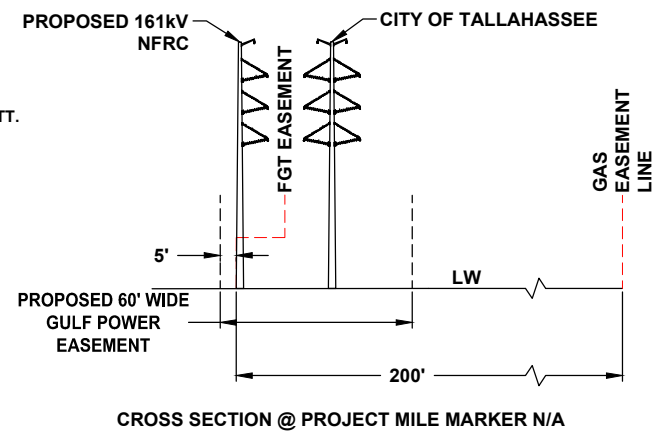 PROPOSED 161kV
NFRC
CITY OF TALLAHASSEE
TT.
FGT EASEMENT
GAS
EASEMENT
LINE
5'
LW
PROPOSED 60' WIDE
GULF POWER
EASEMENT
200'
CROSS SECTION @ PROJECT MILE MARKER N/A